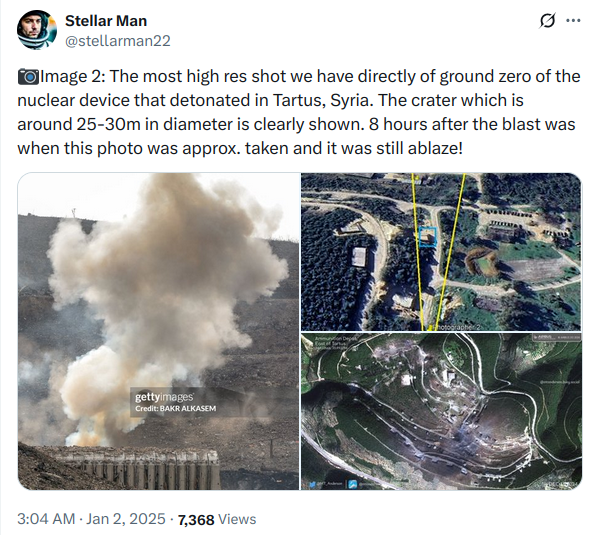 Stellar Man
@stellarman22
📷Image 2: The most high res shot we have directly of ground zero of the
nuclear device that detonated in Tartus, Syria. The crater which is
around 25-30m in diameter is clearly shown. 8 hours after the blast was
when this photo was approx. taken and it was still ablaze!
gettyimages
Credit: BAKR ALKASEM
Photographer 2
Ammunition Depot
East of Tartus
3:04 AM · Jan 2, 2025 · 7,368 Views